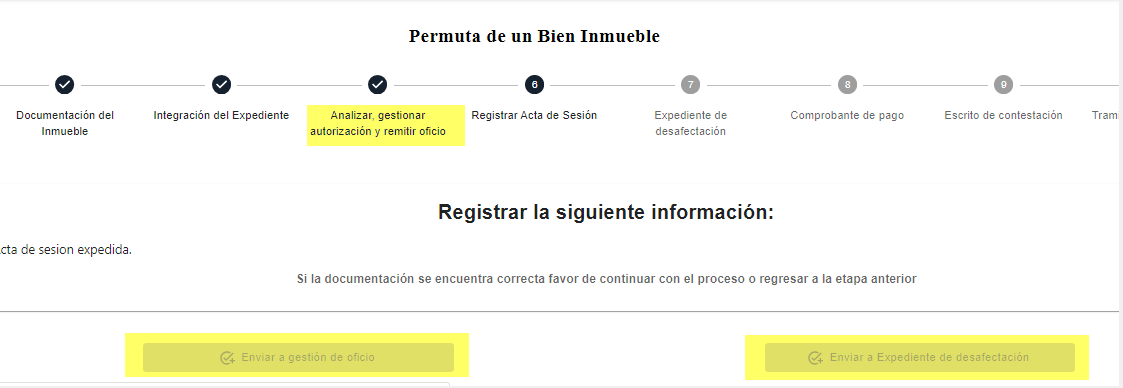 Permuta de un Bien Inmueble
6
7
8
9
Documentación del
Inmueble
Integración del Expediente
Analizar, gestionar
autorización y remitir oficio
Registrar Acta de Sesión
Expediente de
desafectación
Comprobante de pago
Escrito de contestación
Registrar la siguiente información:
de sesion expedida.
Si la documentación se encuentra correcta favor de continuar con el proceso o regresar a la etapa anterior
Enviar a gestión de oficio
Enviar a Expediente de desafectación